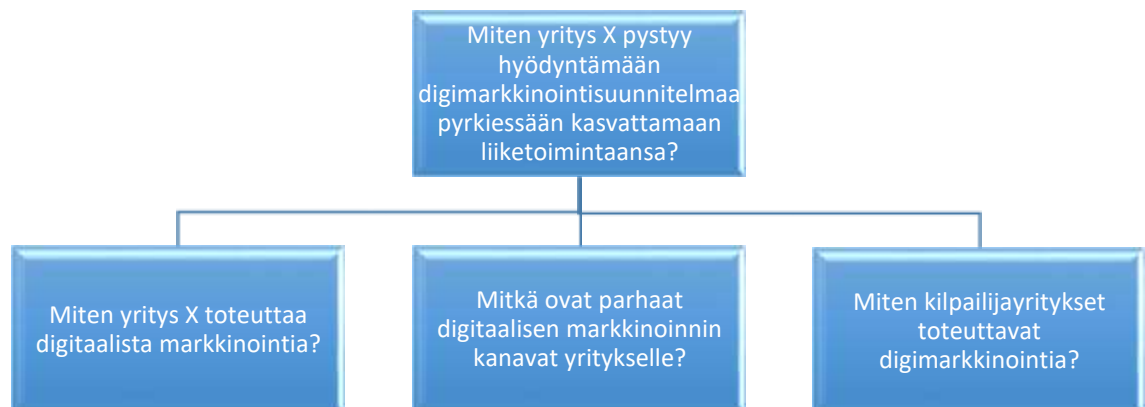 Miten yritys X pystyy
hyödyntämään
digimarkkinointisuunnitelmaa
pyrkiessään kasvattamaan
liiketoimintaansa?
Miten yritys X toteuttaa
digitaalista markkinointia?
Mitkä ovat parhaat
digitaalisen markkinoinnin
kanavat yritykselle?
Miten kilpailijayritykset
toteuttavat
digimarkkinointia?